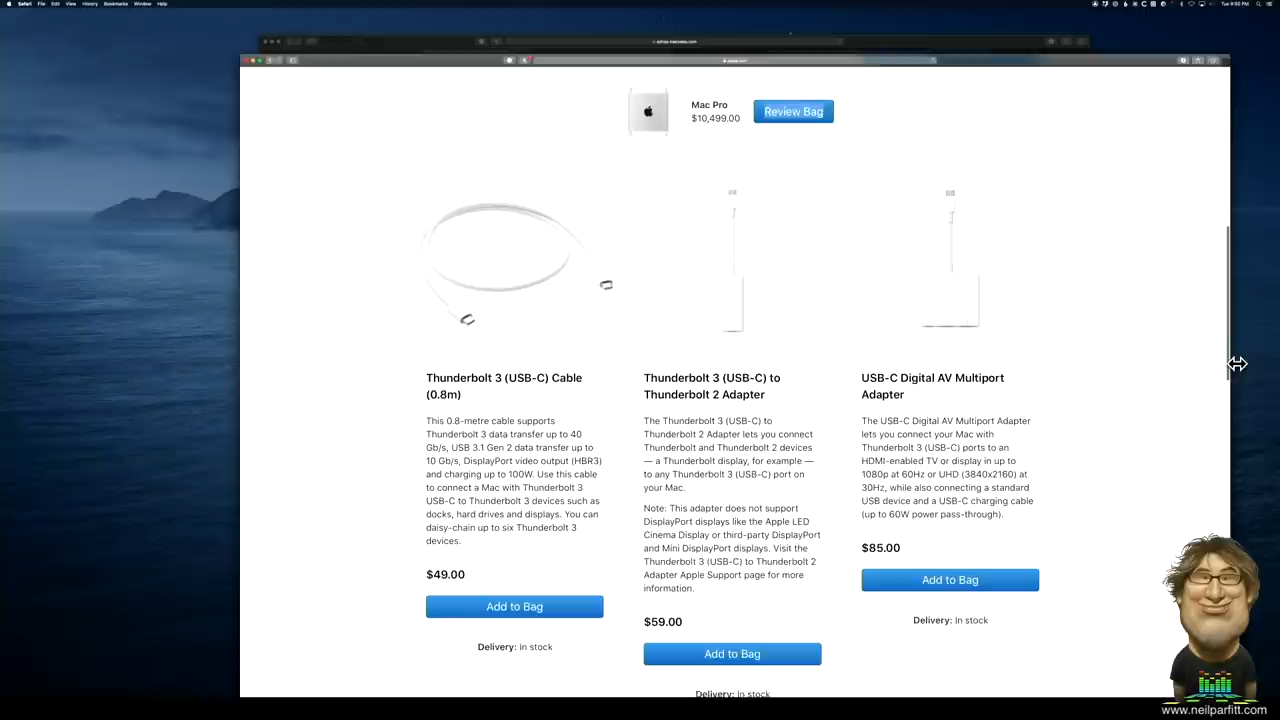 Safari File Edit View History Bookmarks Window Help
Tue 9:50 PM
Mac Pro
$10,499.00
Review Bag
Thunderbolt 3 (USB-C) Cable
(0.8m)
This 0.8-metre cable supports
Thunderbolt 3 data transfer up to 40
Gb/s, USB 3.1 Gen 2 data transfer up to
10 Gb/s, DisplayPort video output (HBR3)
and charging up to 100W. Use this cable
to connect a Mac with Thunderbolt 3
USB-C to Thunderbolt 3 devices such as
docks, hard drives and displays. You can
daisy-chain up to six Thunderbolt 3
devices.
$49.00
Add to Bag
Delivery: In stock
Thunderbolt 3 (USB-C) to
Thunderbolt 2 Adapter
The Thunderbolt 3 (USB-C) to
Thunderbolt 2 Adapter lets you connect
Thunderbolt and Thunderbolt 2 devices
— a Thunderbolt display, for example —
to any Thunderbolt 3 (USB-C) port on
your Mac.
Note: This adapter does not support
DisplayPort displays like the Apple LED
Cinema Display or third-party DisplayPort
and Mini DisplayPort displays. Visit the
Thunderbolt 3 (USB-C) to Thunderbolt 2
Adapter Apple Support page for more
information.
$59.00
Add to Bag
Delivery: In stock
USB-C Digital AV Multiport
Adapter
The USB-C Digital AV Multiport Adapter
lets you connect your Mac with
Thunderbolt 3 (USB-C) ports to an
HDMI-enabled TV or display in up to
1080p at 60Hz or UHD (3840x2160) at
30Hz, while also connecting a standard
USB device and a USB-C charging cable
(up to 60W power pass-through).
$85.00
Add to Bag
Delivery: In stock
www.neilparfitt.com